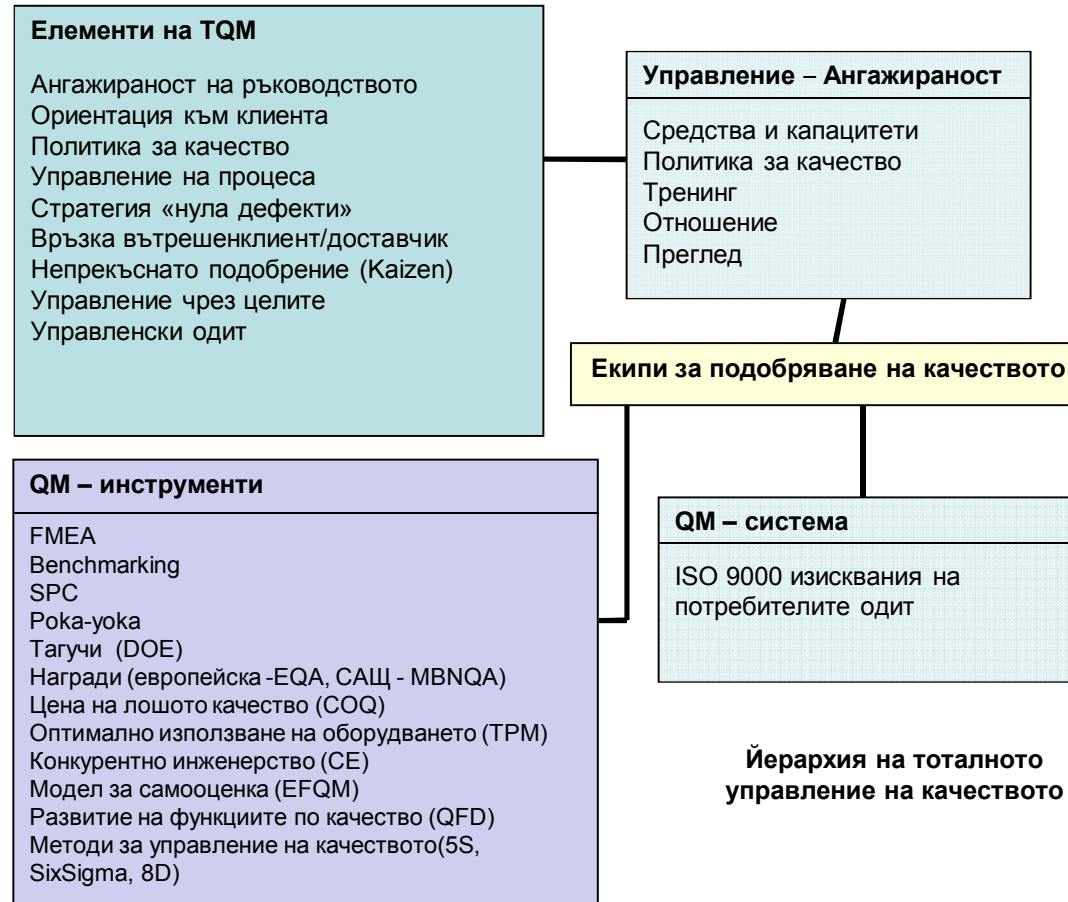 Елементи на TQM
Ангажираност на ръководството
Ориентация към клиента
Политика за качество
Управление на процеса
Стратегия «нула дефекти»
Връзка вътрешенклиент/доставчик
Непрекъснато подобрение (Kaizen)
Управление чрез целите
Управленски одит
Управление – Ангажираност
Средства и капацитети
Политика за качество
Тренинг
Отношение
Преглед
Екипи за подобряване на качеството
QM – инструменти
FMEA
Benchmarking
SPC
Poka-yoka
Тагучи (DOE)
Награди (европейска -EQA, САЩ - MBNQA)
Цена на лошото качество (COQ)
Оптимално използване на оборудването (TPM)
Конкурентно инженерство (CE)
Модел за самооценка (EFQM)
Развитие на функциите по качество (QFD)
Методи за управление на качеството(5S,
SixSigma, 8D)
QM – система
ISO 9000 изисквания на
потребителите одит
Йерархия на тоталното
управление на качеството